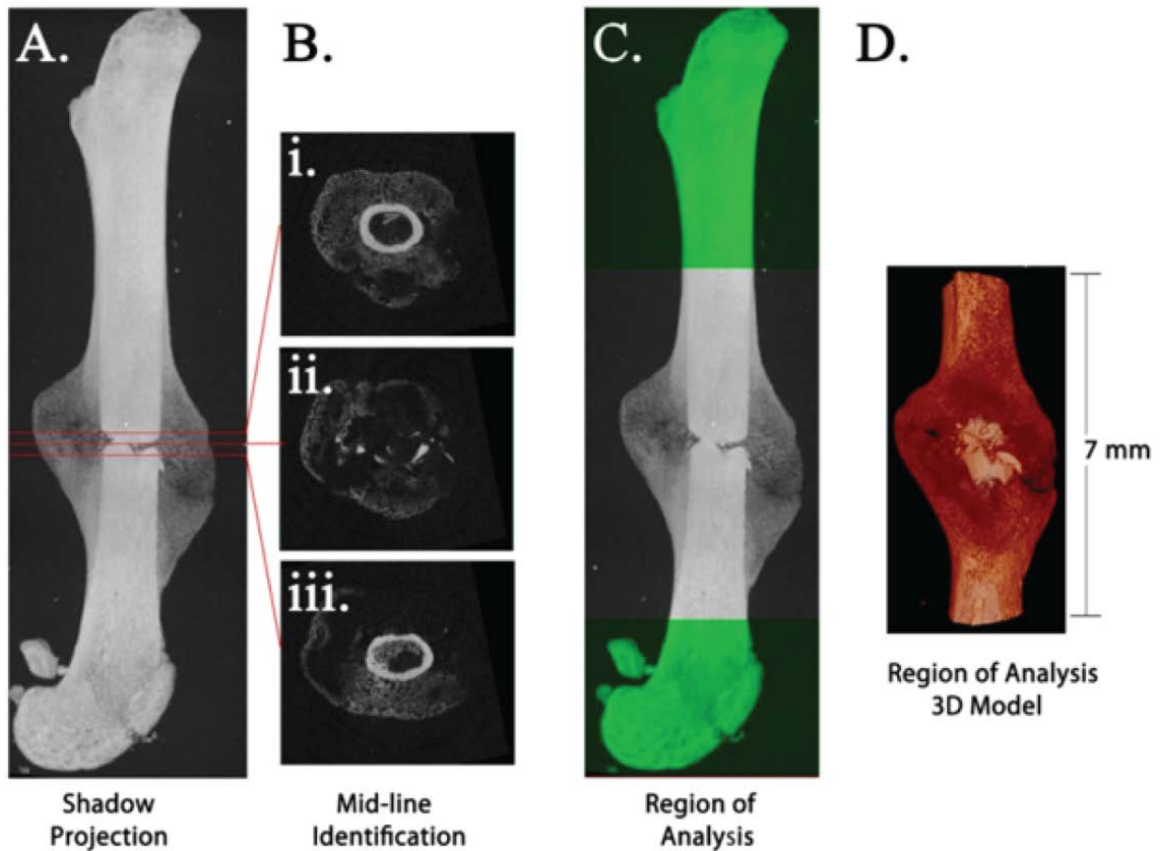 A.
B.
C.
D.
i.
ii.
iii.
7 mm
Region of Analysis
3D Model
Shadow
Projection
Mid-line
Identification
Region of
Analysis